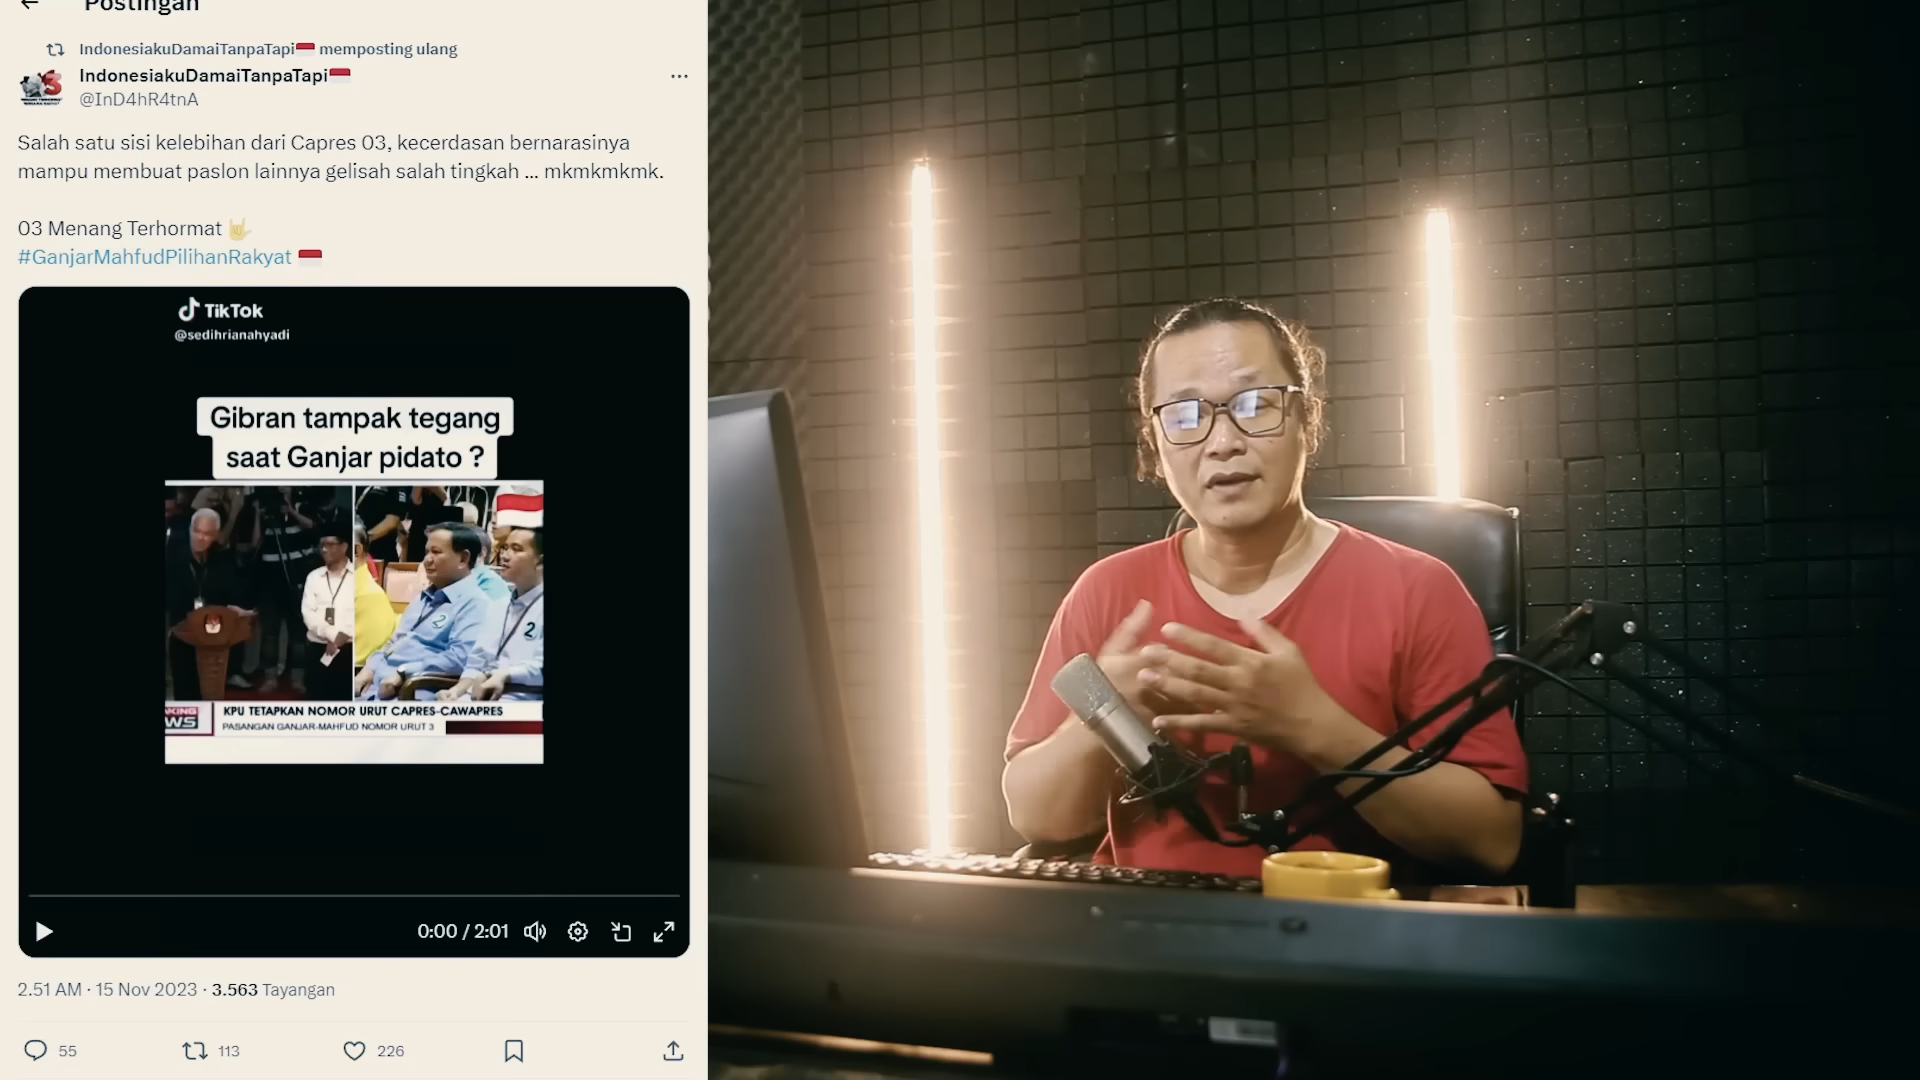 Postingan
IndonesiakuDamaiTanpaTapi🇮🇩 memposting ulang
IndonesiakuDamaiTanpaTapi🇮🇩
@InD4hR4tnA
Salah satu sisi kelebihan dari Capres 03, kecerdasan bernarasinya
mampu membuat paslon lainnya gelisah salah tingkah ... mkmkmkmk.
03 Menang Terhormat 🤟
#GanjarMahfudPilihanRakyat 🇮🇩
TikTok
@sedihrianahyadi
Gibran tampak tegang
saat Ganjar pidato ?
2
2
KPU TETAPKAN NOMOR URUT CAPRES-CAWAPRES
PASANGAN GANJAR-MAHFUD NOMOR URUT 3
0:00 / 2:01
2.51 AM · 15 Nov 2023 · 3.563 Tayangan
55
113
226